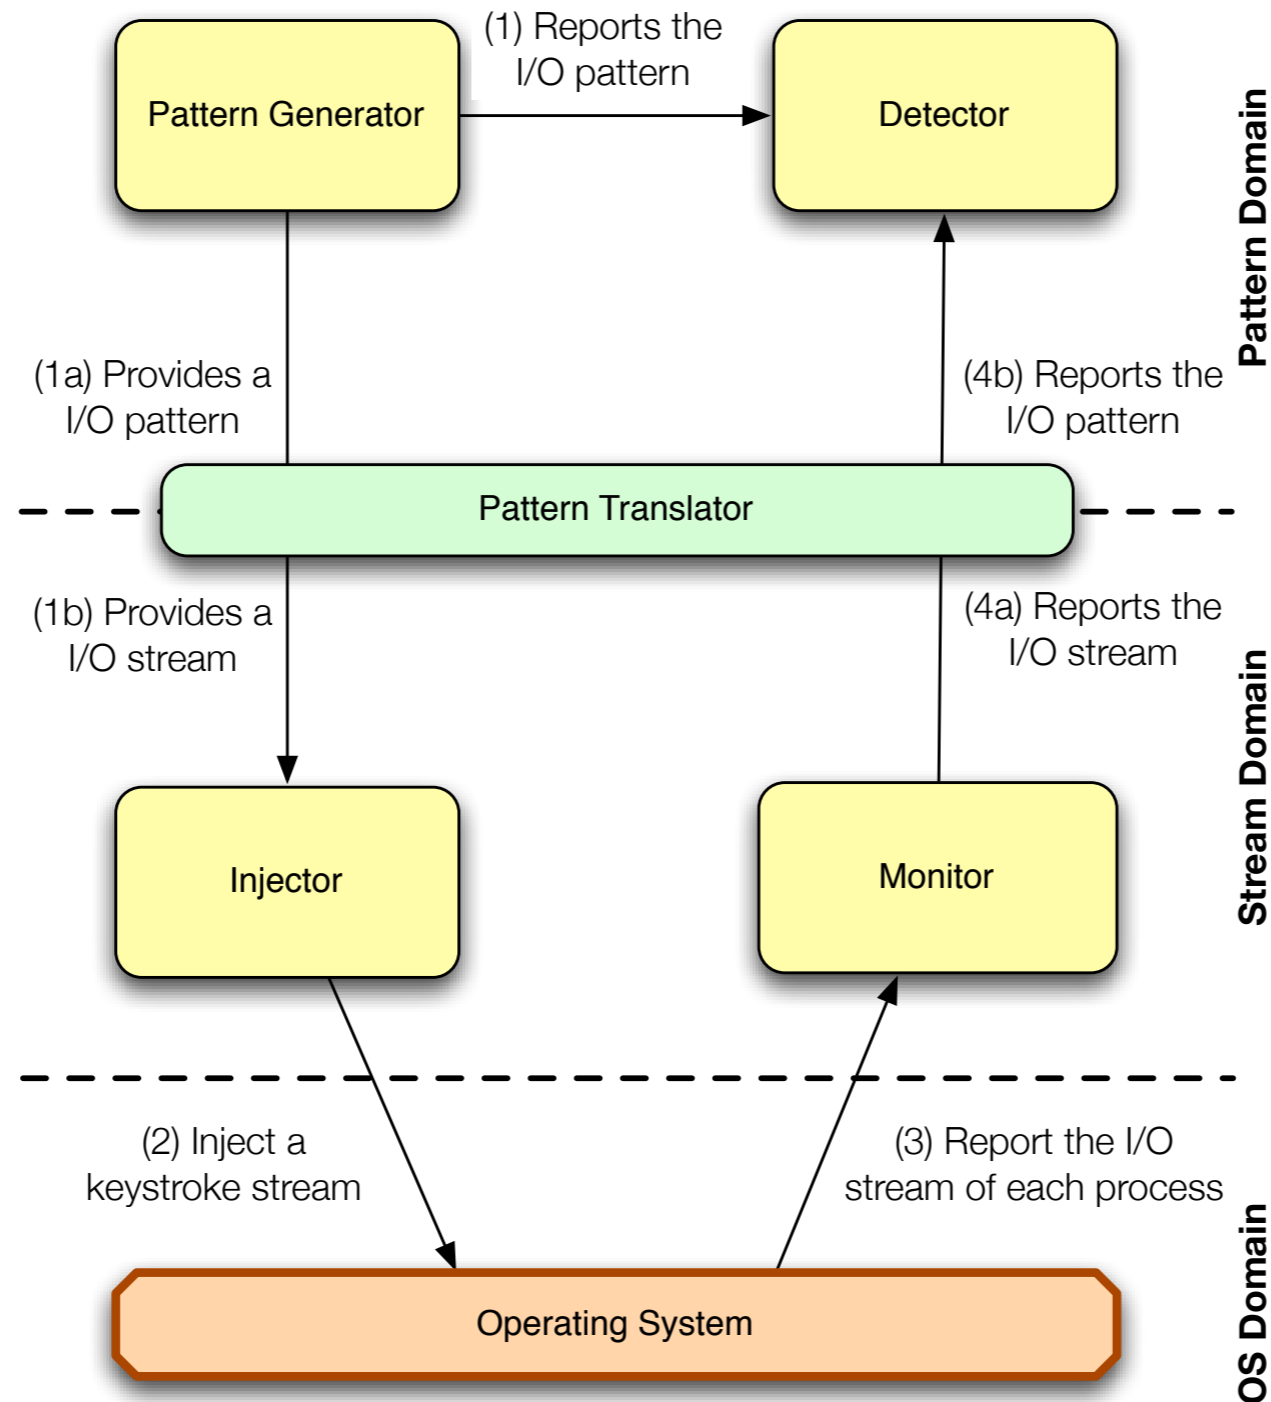 (1) Reports the
I/O pattern
Pattern Generator
Detector
Pattern Domain
(1a) Provides a
I/O pattern
(4b) Reports the
I/O pattern
Pattern Translator
(1b) Provides a
I/O stream
(4a) Reports the
I/O stream
Stream Domain
Injector
Monitor
(2) Inject a
keystroke stream
(3) Report the I/O
stream of each process
OS Domain
Operating System